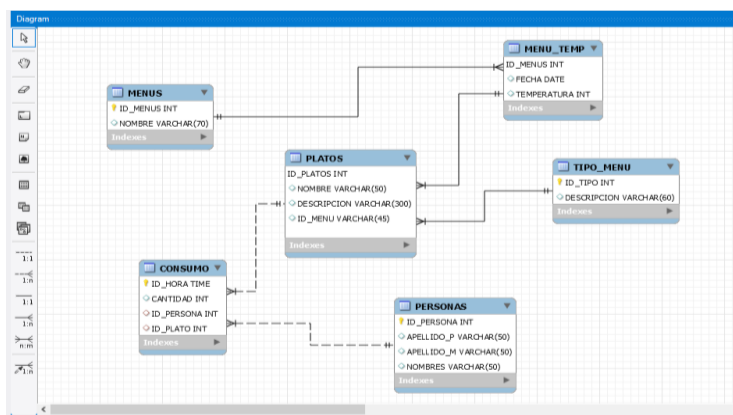 Diagram
MENUS
ID_MENUS INT
NOMBRE VARCHAR(70)
Indexes
MENU_TEMP
ID_MENUS INT
FECHA DATE
TEMPERATURA INT
Indexes
PLATOS
ID_PLATOS INT
NOMBRE VARCHAR(50)
DESCRIPCION VARCHAR(300)
ID_MENU VARCHAR(45)
Indexes
TIPO_MENU
ID_TIPO INT
DESCRIPCION VARCHAR(60)
Indexes
CONSUMO
ID_HORA TIME
CANTIDAD INT
ID_PERSONA INT
ID_PLATO INT
Indexes
PERSONAS
ID_PERSONA INT
APELLIDO_P VARCHAR(50)
APELLIDO_M VARCHAR(50)
NOMBRES VARCHAR(50)
Indexes
1:1
1:n
1:1
1:n
n:m
1:n